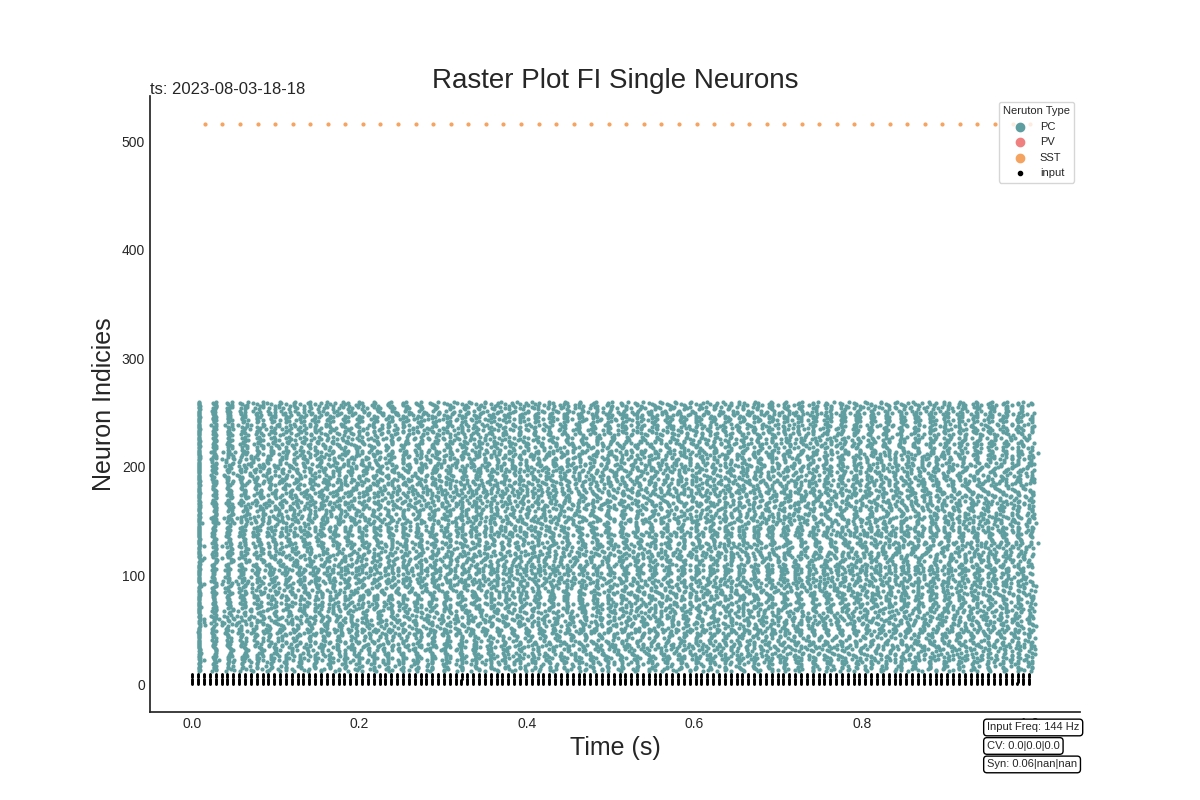 Raster Plot FI Single Neurons
ts: 2023-08-03-18-18
Neruton Type
PC
PV
SST
input
500
400
300
200
100
0
Neuron Indicies
0.0 0.2 0.4 0.6 0.8
Time (s)
Input Freq: 144 Hz
CV: 0.0|0.0|0.0
Syn: 0.06|nan|nan